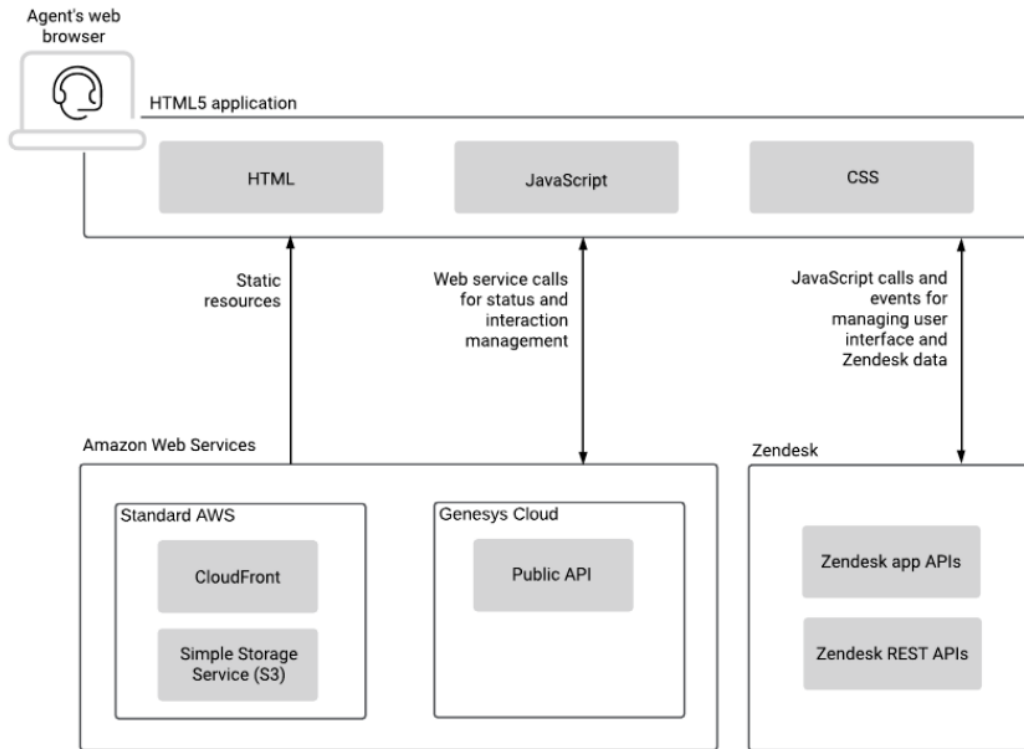 Agent's web
browser
HTML5 application
HTML
JavaScript
CSS
Static
resources
Web service calls
for status and
interaction
management
JavaScript calls and
events for
managing user
interface and
Zendesk data
Amazon Web Services
Zendesk
Standard AWS
Genesys Cloud
CloudFront
Public API
Zendesk app APIs
Simple Storage
Service (S3)
Zendesk REST APIs